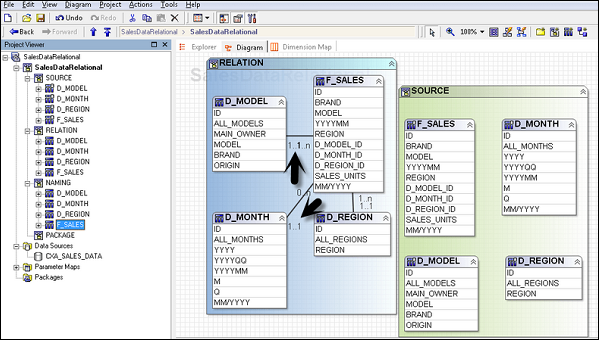 File Edit View Diagram Project Actions Tools Help
Undo Redo
Back Forward SalesDataRelational SalesDataRelational
100%
Project Viewer
Explorer Diagram Dimension Map
SalesDataRelational
SalesDataRelational
SOURCE
D_MODEL
D_MONTH
D_REGION
F_SALES
RELATION
D_MODEL
D_MONTH
D_REGION
F_SALES
NAMING
D_MODEL
D_MONTH
D_REGION
F_SALES
PACKAGE
Data Sources
CXA_SALES_DATA
Parameter Maps
Packages
RELATION
F_SALES
ID
BRAND
MODEL
YYYYMM
REGION
D_MODEL_ID
D_MONTH_ID
D_REGION_ID
SALES_UNITS
MM/YYYY
D_MODEL
ID
ALL_MODELS
MAIN_OWNER
MODEL
BRAND
ORIGIN
1..1..n
0
1..n
1..1
1..1
D_MONTH
ID
ALL_MONTHS
YYYY
YYYYQQ
YYYYMM
M
Q
MM/YYYY
D_REGION
ID
ALL_REGIONS
REGION
SOURCE
F_SALES
ID
BRAND
MODEL
YYYYMM
REGION
D_MODEL_ID
D_MONTH_ID
D_REGION_ID
SALES_UNITS
MM/YYYY
D_MONTH
ID
ALL_MONTHS
YYYY
YYYYQQ
YYYYMM
M
Q
MM/YYYY
D_MODEL
ID
ALL_MODELS
MAIN_OWNER
MODEL
BRAND
ORIGIN
D_REGION
ID
ALL_REGIONS
REGION